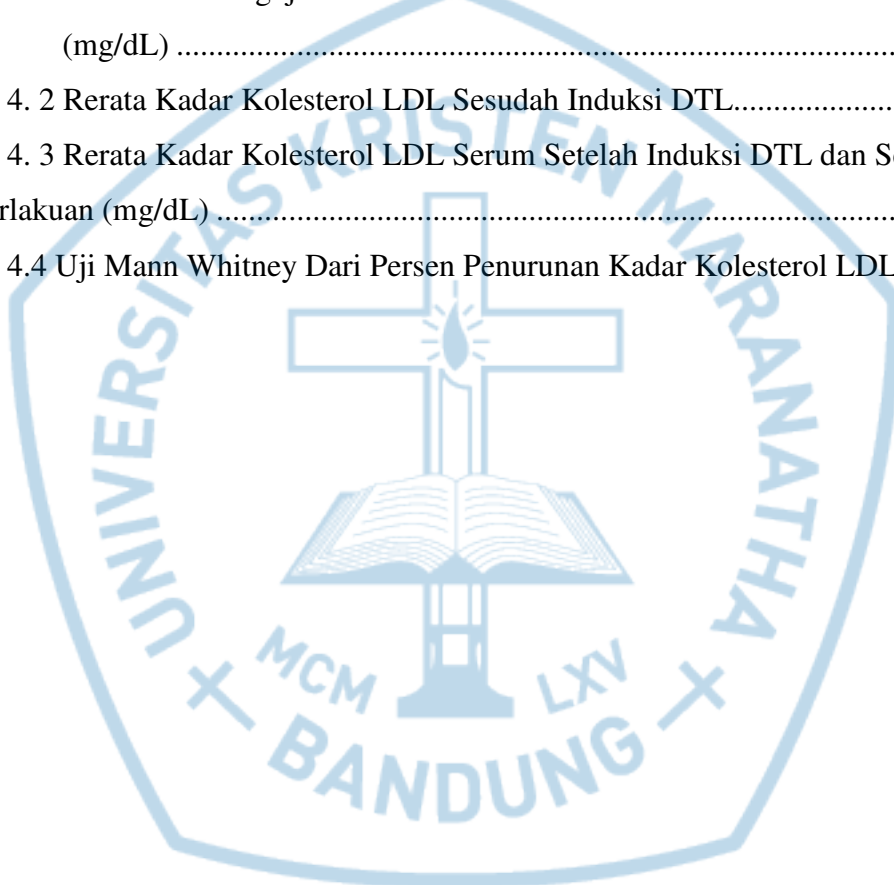 (mg/dL) ........................................................................................
4. 2 Rerata Kadar Kolesterol LDL Sesudah Induksi DTL....................
4. 3 Rerata Kadar Kolesterol LDL Serum Setelah Induksi DTL dan
(mg/dL) ........................................................................................
4.4 Uji Mann Whitney Dari Persen Penurunan Kadar Kolesterol LDL
UNIVERSITAS KRISTEN MARANATHA
MCM LXV
BANDUNG